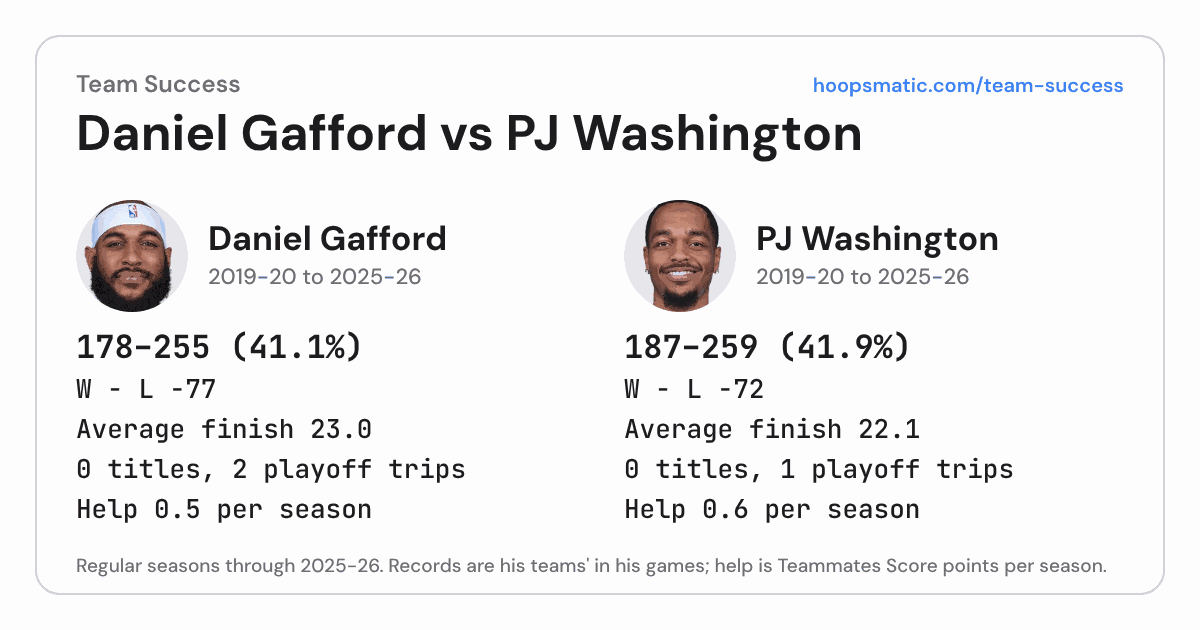 Team Success
hoopsmatic.com/team-success
Daniel Gafford vs PJ Washington
Daniel Gafford
2019-20 to 2025-26
178-255 (41.1%)
W - L -77
Average finish 23.0
0 titles, 2 playoff trips
Help 0.5 per season
PJ Washington
2019-20 to 2025-26
187-259 (41.9%)
W - L -72
Average finish 22.1
0 titles, 1 playoff trips
Help 0.6 per season
Regular seasons through 2025-26. Records are his teams' in his games; help is Teammates Score points per season.